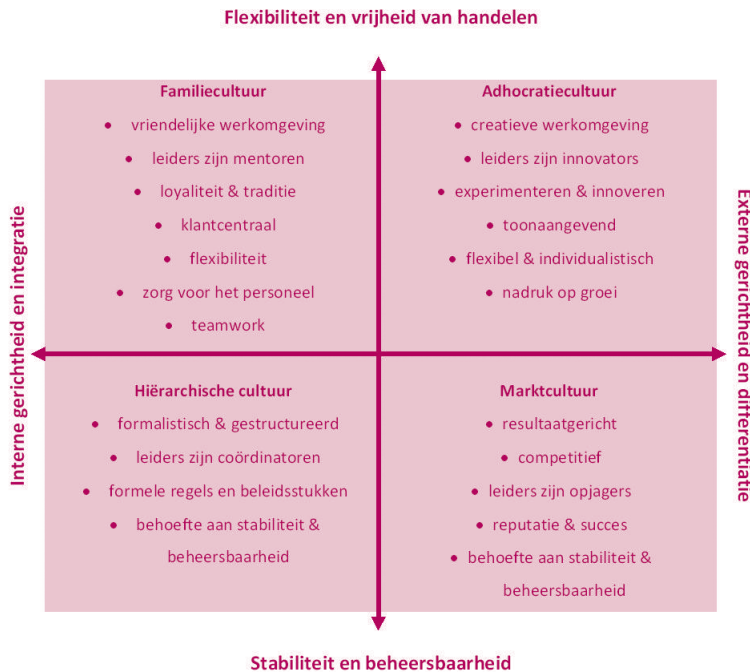 Flexibiliteit en vrijheid van handelen
Interne gerichtheid en integratie
Familiecultuur
• vriendelijke werkomgeving
• leiders zijn mentoren
• loyaliteit & traditie
• klantcentraal
• flexibiliteit
• zorg voor het personeel
• teamwork
Adhocratiecultuur
• creatieve werkomgeving
• leiders zijn innovators
• experimenteren & innoveren
• toonaangevend
• flexibel & individualistisch
• nadruk op groei
Externe gerichtheid en differentiatie
Hiërarchische cultuur
• formalistisch & gestructureerd
• leiders zijn coördinatoren
• formele regels en beleidsstukken
• behoefte aan stabiliteit &
beheersbaarheid
Marktcultuur
• resultaatgericht
• competitief
• leiders zijn opjagers
• reputatie & succes
• behoefte aan stabiliteit &
beheersbaarheid
Stabiliteit en beheersbaarheid